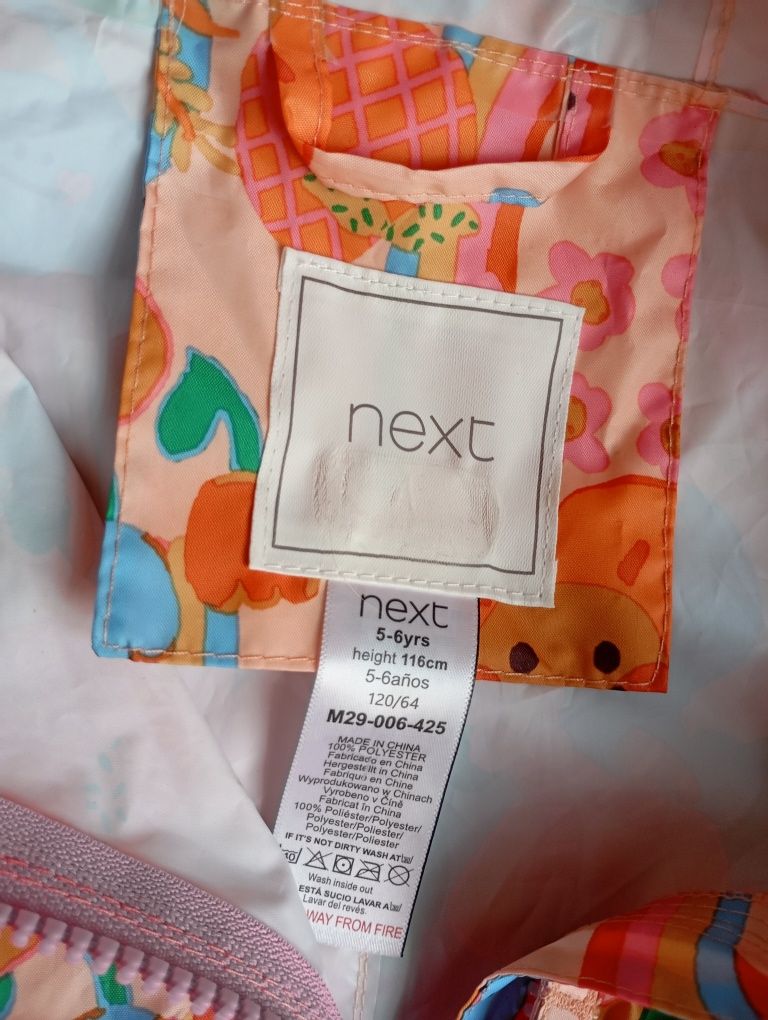 next
next
5-6yrs
height 116cm
5-6años
120/64
M29-006-425
MADE IN CHINA
100% POLYESTER
Fabricado en China
Hergestellt in China
Fabriqué en Chine
Wyprodukowano w Chinach
Vyrobeno v Číně
Fabricat în China
100% Poliéster/Polyester/
Polyester/Poliester/
Polyester/Poliester
IF IT'S NOT DIRTY WASH AT
40
Wash inside out
ESTÁ SUCIO LAVAR A
Lavar del revés.
WAY FROM FIRE